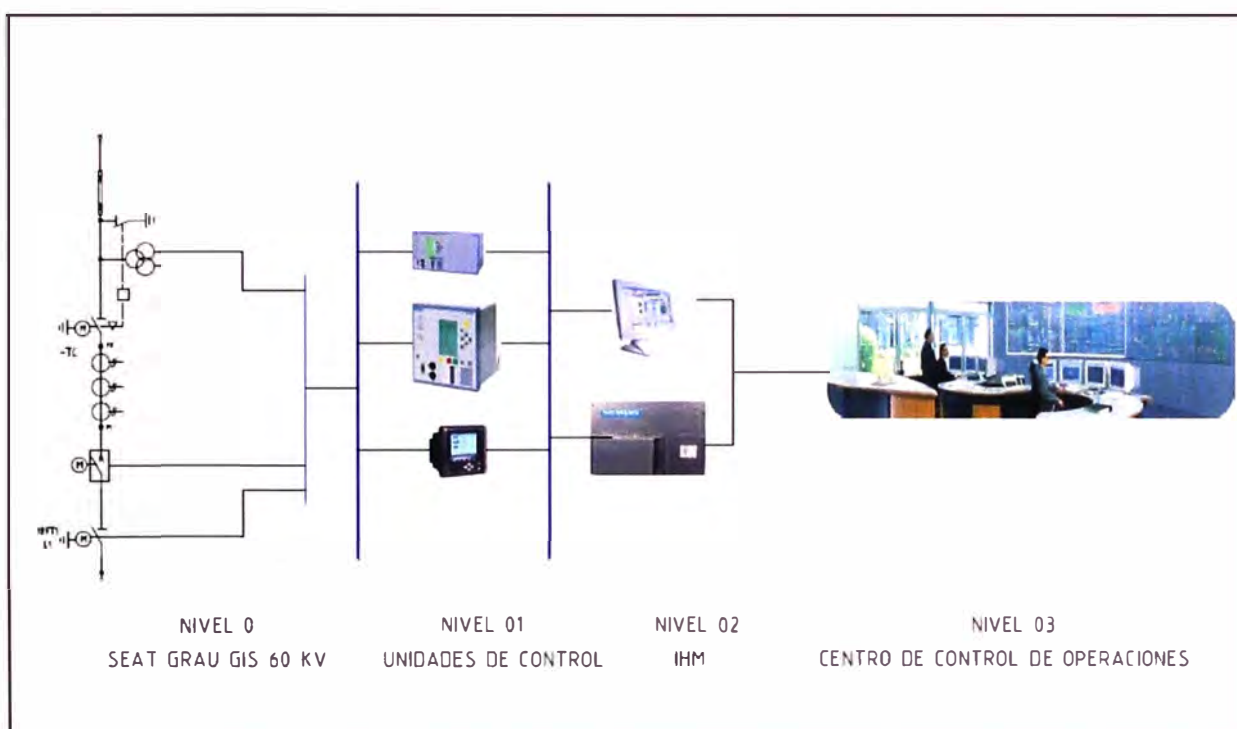 -TC
SIEMENS
NIVEL 0
SEAT GRAU GIS 60 KV
NIVEL 01
UNIDADES DE CONTROL
NIVEL 02
IHM
NIVEL 03
CENTRO DE CONTROL DE OPERACIONES